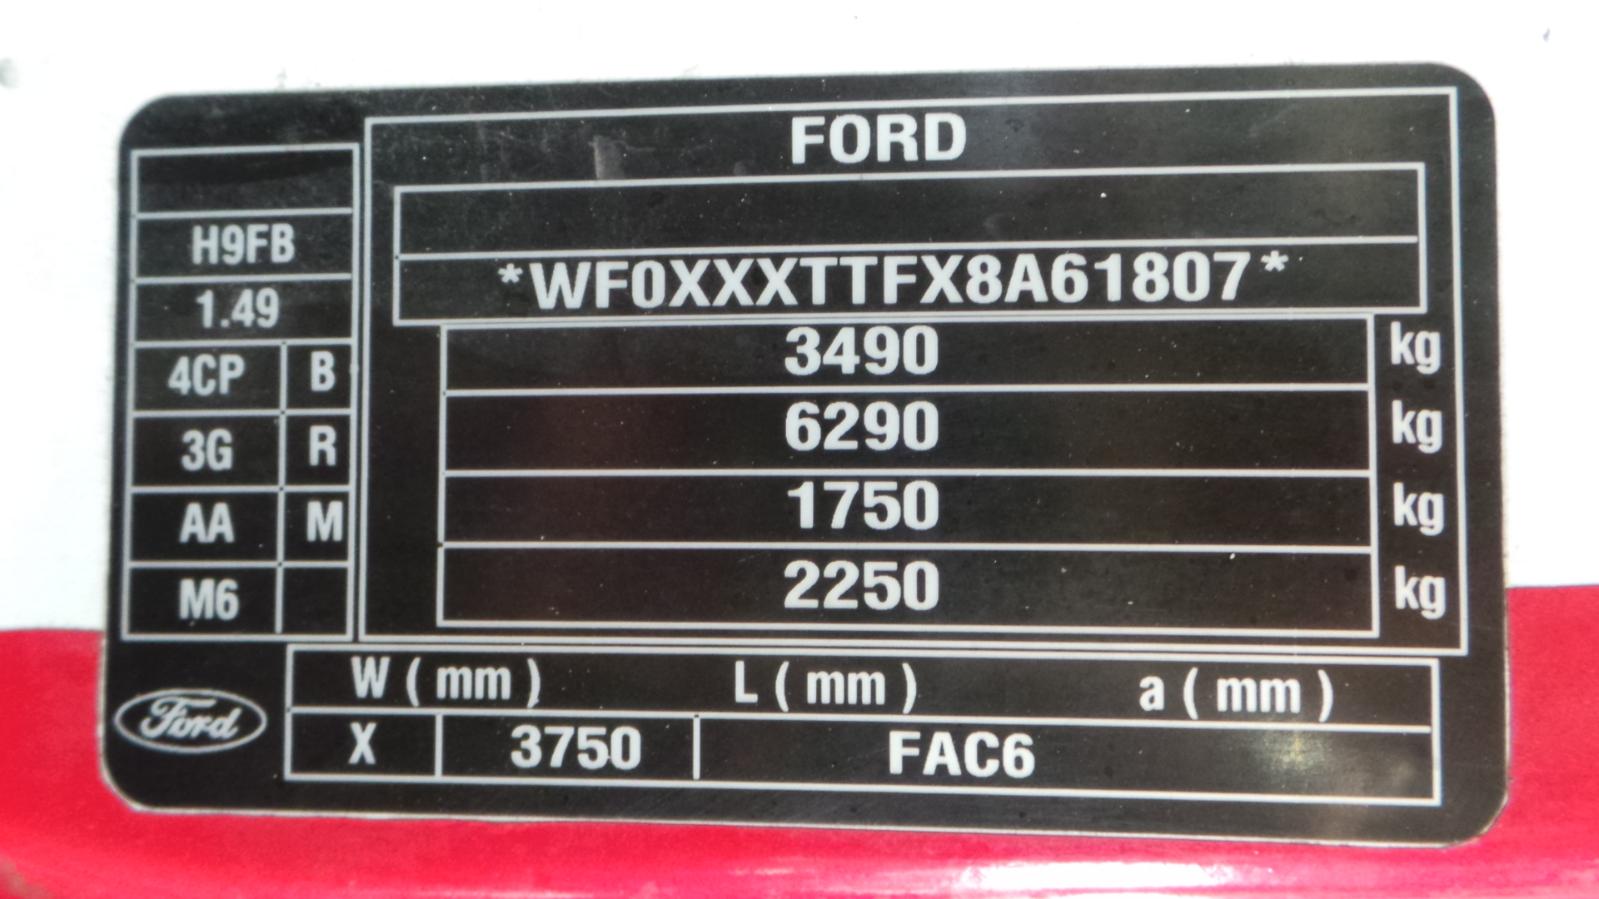 FORD
H9FB
*WF0XXXTTFX8A61807*
1.49
3490 kg
4CP B
6290 kg
3G R
1750 kg
AA M
2250 kg
M6
W ( mm ) L ( mm ) a ( mm )
Ford
X 3750 FAC6